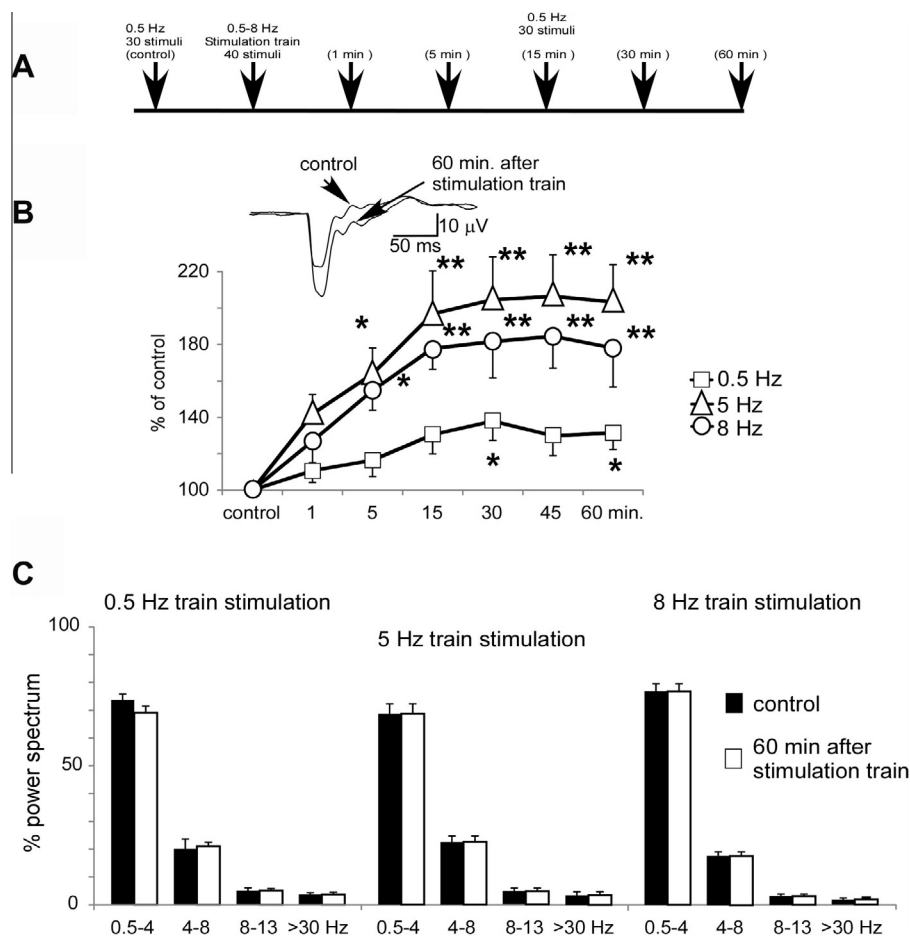 A
0.5 Hz
30 stimuli
(control)
0.5-8 Hz
Stimulation train
40 stimuli
(1 min )
(5 min )
0.5 Hz
30 stimuli
(15 min )
(30 min )
(60 min )
B
control
60 min. after
stimulation train
10 μV
50 ms
% of control
220
180
140
100
* ** ** ** **
* ** ** ** **
* *
control 1 5 15 30 45 60 min.
0.5 Hz
5 Hz
8 Hz
C
0.5 Hz train stimulation
5 Hz train stimulation
8 Hz train stimulation
% power spectrum
100
50
0
control
60 min after
stimulation train
0.5-4 4-8 8-13 >30 Hz 0.5-4 4-8 8-13 >30 Hz 0.5-4 4-8 8-13 >30 Hz